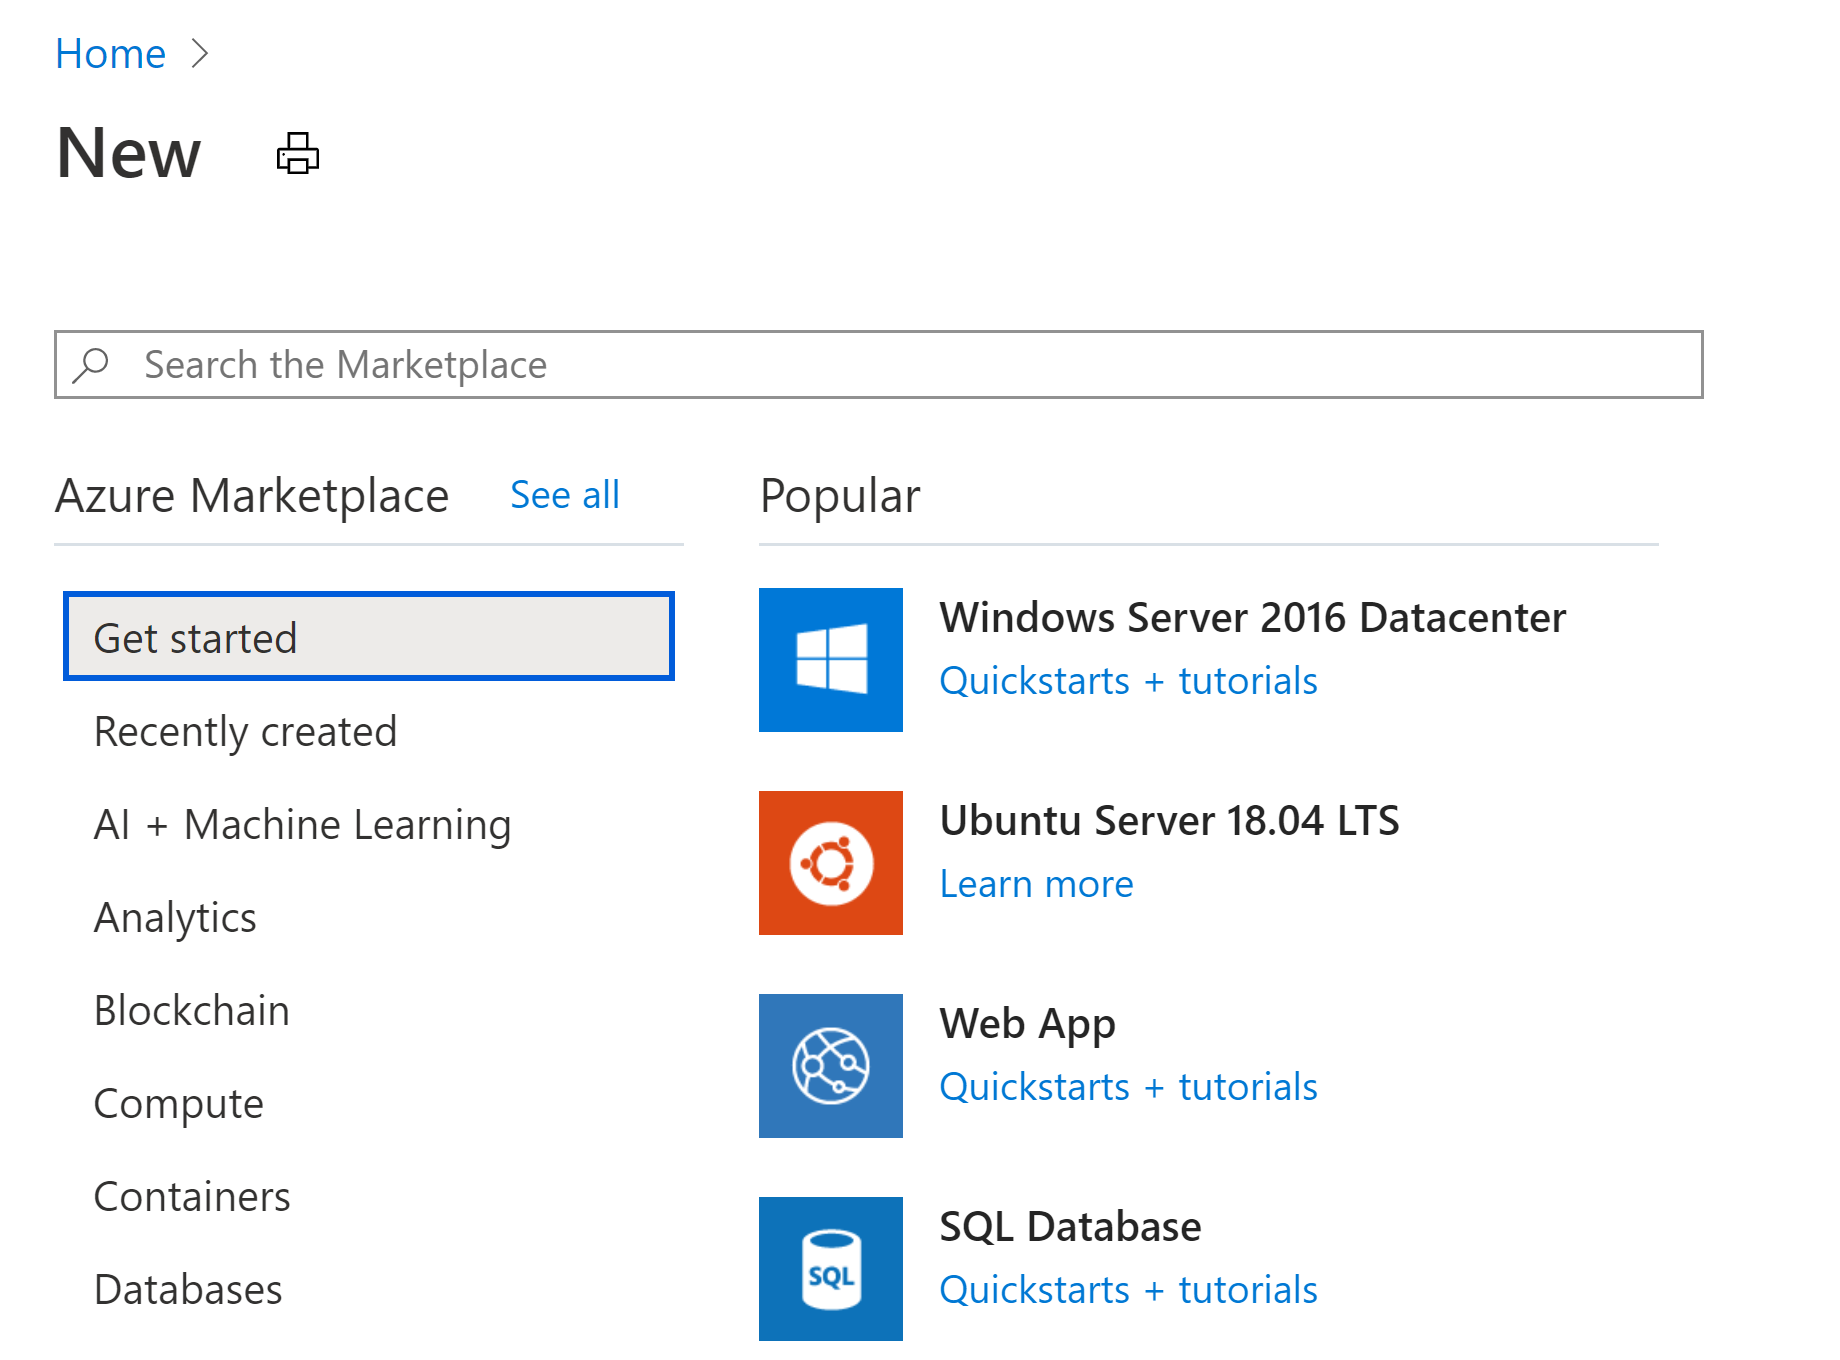 Home
New
Search the Marketplace
Azure Marketplace See all
Get started
Recently created
AI + Machine Learning
Analytics
Blockchain
Compute
Containers
Databases
Popular
Windows Server 2016 Datacenter
Quickstarts + tutorials
Ubuntu Server 18.04 LTS
Learn more
Web App
Quickstarts + tutorials
SQL
SQL Database
Quickstarts + tutorials